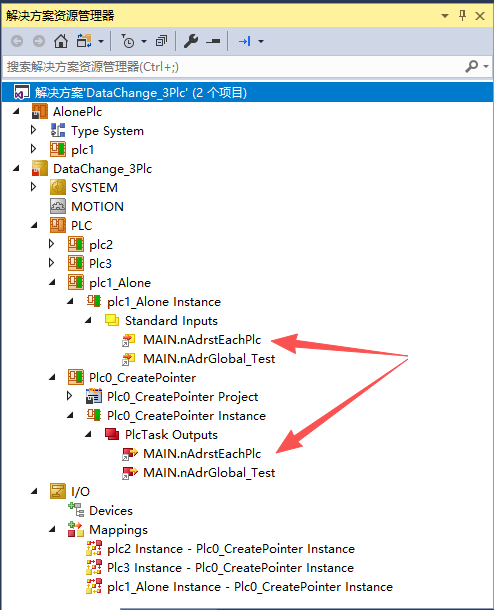 解决方案资源管理器
搜索解决方案资源管理器(Ctrl+;)
解决方案'DataChange_3Plc' (2 个项目)
AlonePlc
Type System
plc1
DataChange_3Plc
SYSTEM
MOTION
PLC
plc2
Plc3
plc1_Alone
plc1_Alone Instance
Standard Inputs
MAIN.nAdrstEachPlc
MAIN.nAdrGlobal_Test
Plc0_CreatePointer
Plc0_CreatePointer Project
Plc0_CreatePointer Instance
PlcTask Outputs
MAIN.nAdrstEachPlc
MAIN.nAdrGlobal_Test
I/O
Devices
Mappings
plc2 Instance - Plc0_CreatePointer Instance
Plc3 Instance - Plc0_CreatePointer Instance
plc1_Alone Instance - Plc0_CreatePointer Instance